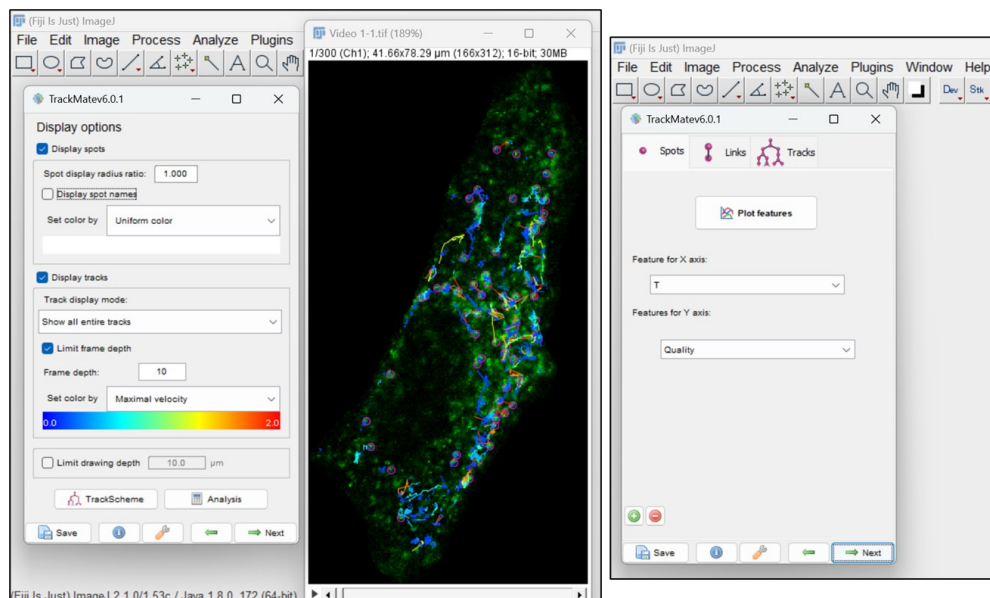 (Fiji Is Just) ImageJ
File Edit Image Process Analyze Plugins
TrackMatev6.0.1
Display options
Display spots
Spot display radius ratio: 1.000
Display spot names
Set color by Uniform color
Display tracks
Track display mode:
Show all entire tracks
Limit frame depth
Frame depth: 10
Set color by Maximal velocity
0.0 2.0
Limit drawing depth 10.0 µm
TrackScheme Analysis
Save Next
(Fiji Is Just) ImageJ 2.1.0/1.53c / Java 1.8.0_172 (64-bit)
Video 1-1.tif (189%)
1/300 (Ch1); 41.66x78.29 µm (166x312); 16-bit; 30MB
(Fiji Is Just) ImageJ
File Edit Image Process Analyze Plugins Window Help
A Dev Stk
TrackMatev6.0.1
Spots Links Tracks
Plot features
Feature for X axis:
T
Features for Y axis:
Quality
Save Next